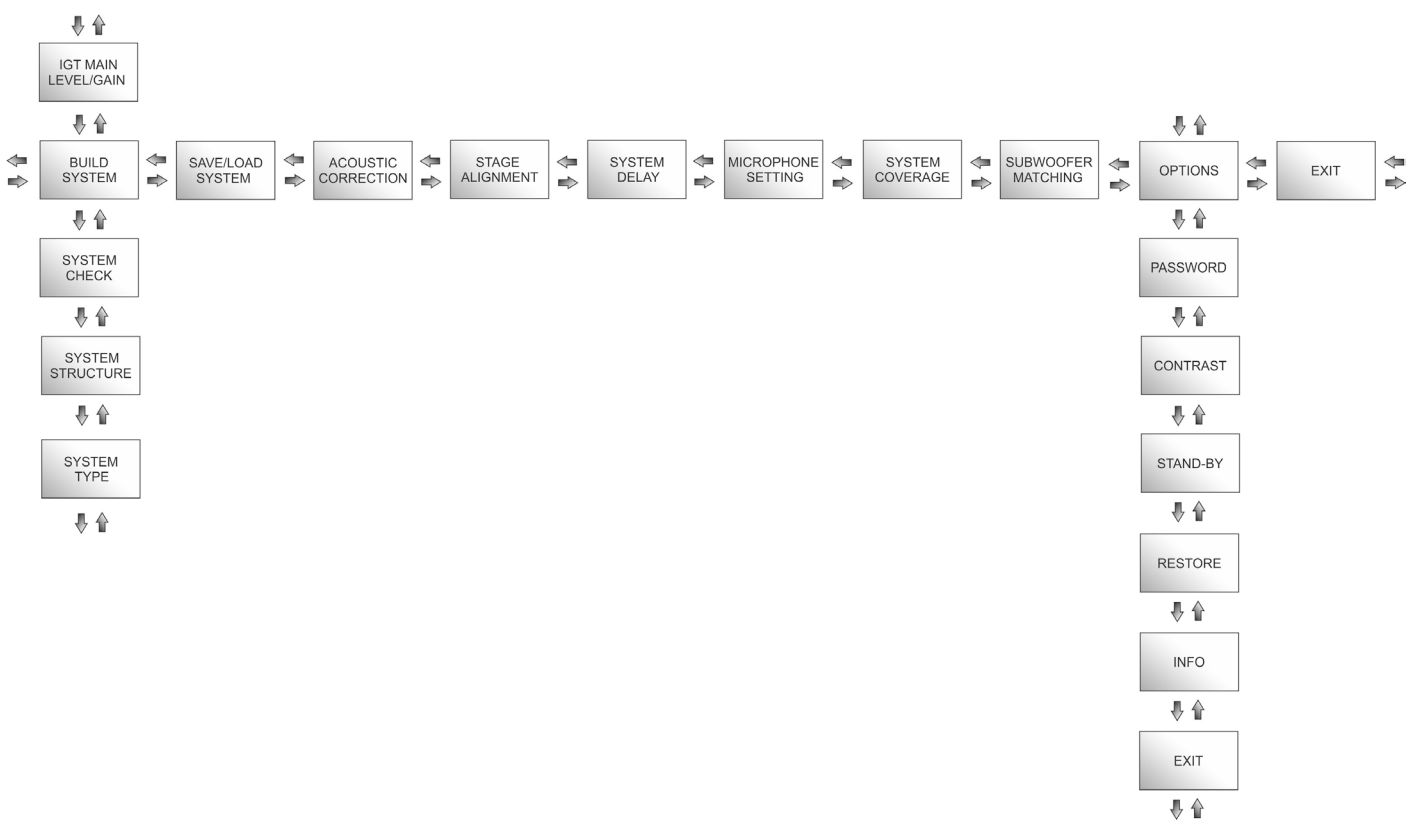 IGT MAIN
LEVEL/GAIN
BUILD
SYSTEM
SAVE/LOAD
SYSTEM
ACOUSTIC
CORRECTION
STAGE
ALIGNMENT
SYSTEM
DELAY
MICROPHONE
SETTING
SYSTEM
COVERAGE
SUBWOOFER
MATCHING
OPTIONS
EXIT
SYSTEM
CHECK
SYSTEM
STRUCTURE
SYSTEM
TYPE
PASSWORD
CONTRAST
STAND-BY
RESTORE
INFO
EXIT